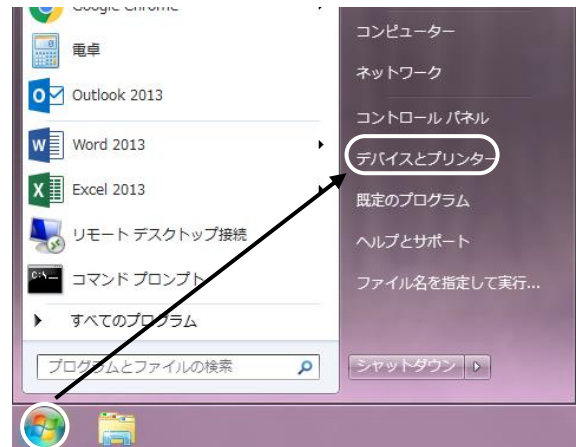 Google Chrome
電卓
Outlook 2013
Word 2013
Excel 2013
リモート デスクトップ接続
コマンド プロンプト
すべてのプログラム
プログラムとファイルの検索
コンピューター
ネットワーク
コントロール パネル
デバイスとプリンター
既定のプログラム
ヘルプとサポート
ファイル名を指定して実行...
シャットダウン